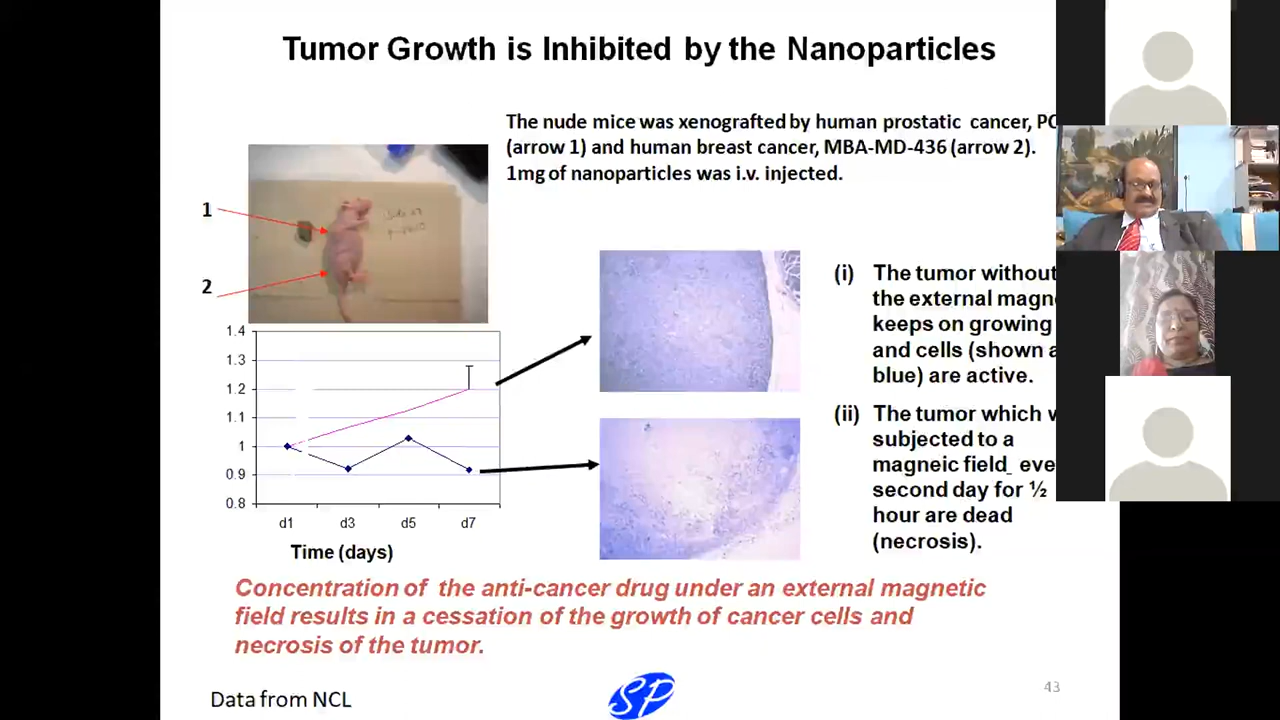 Tumor Growth is Inhibited by the Nanoparticles
The nude mice was xenografted by human prostatic cancer, PC
(arrow 1) and human breast cancer, MBA-MD-436 (arrow 2).
1mg of nanoparticles was i.v. injected.
1
2
1.4
1.3
1.2
1.1
1
0.9
0.8
d1 d3 d5 d7
Time (days)
(i) The tumor without
the external magne
keeps on growing
and cells (shown a
blue) are active.
(ii) The tumor which w
subjected to a
magneic field_ eve
second day for ½
hour are dead
(necrosis).
Concentration of the anti-cancer drug under an external magnetic
field results in a cessation of the growth of cancer cells and
necrosis of the tumor.
Data from NCL
SP
43